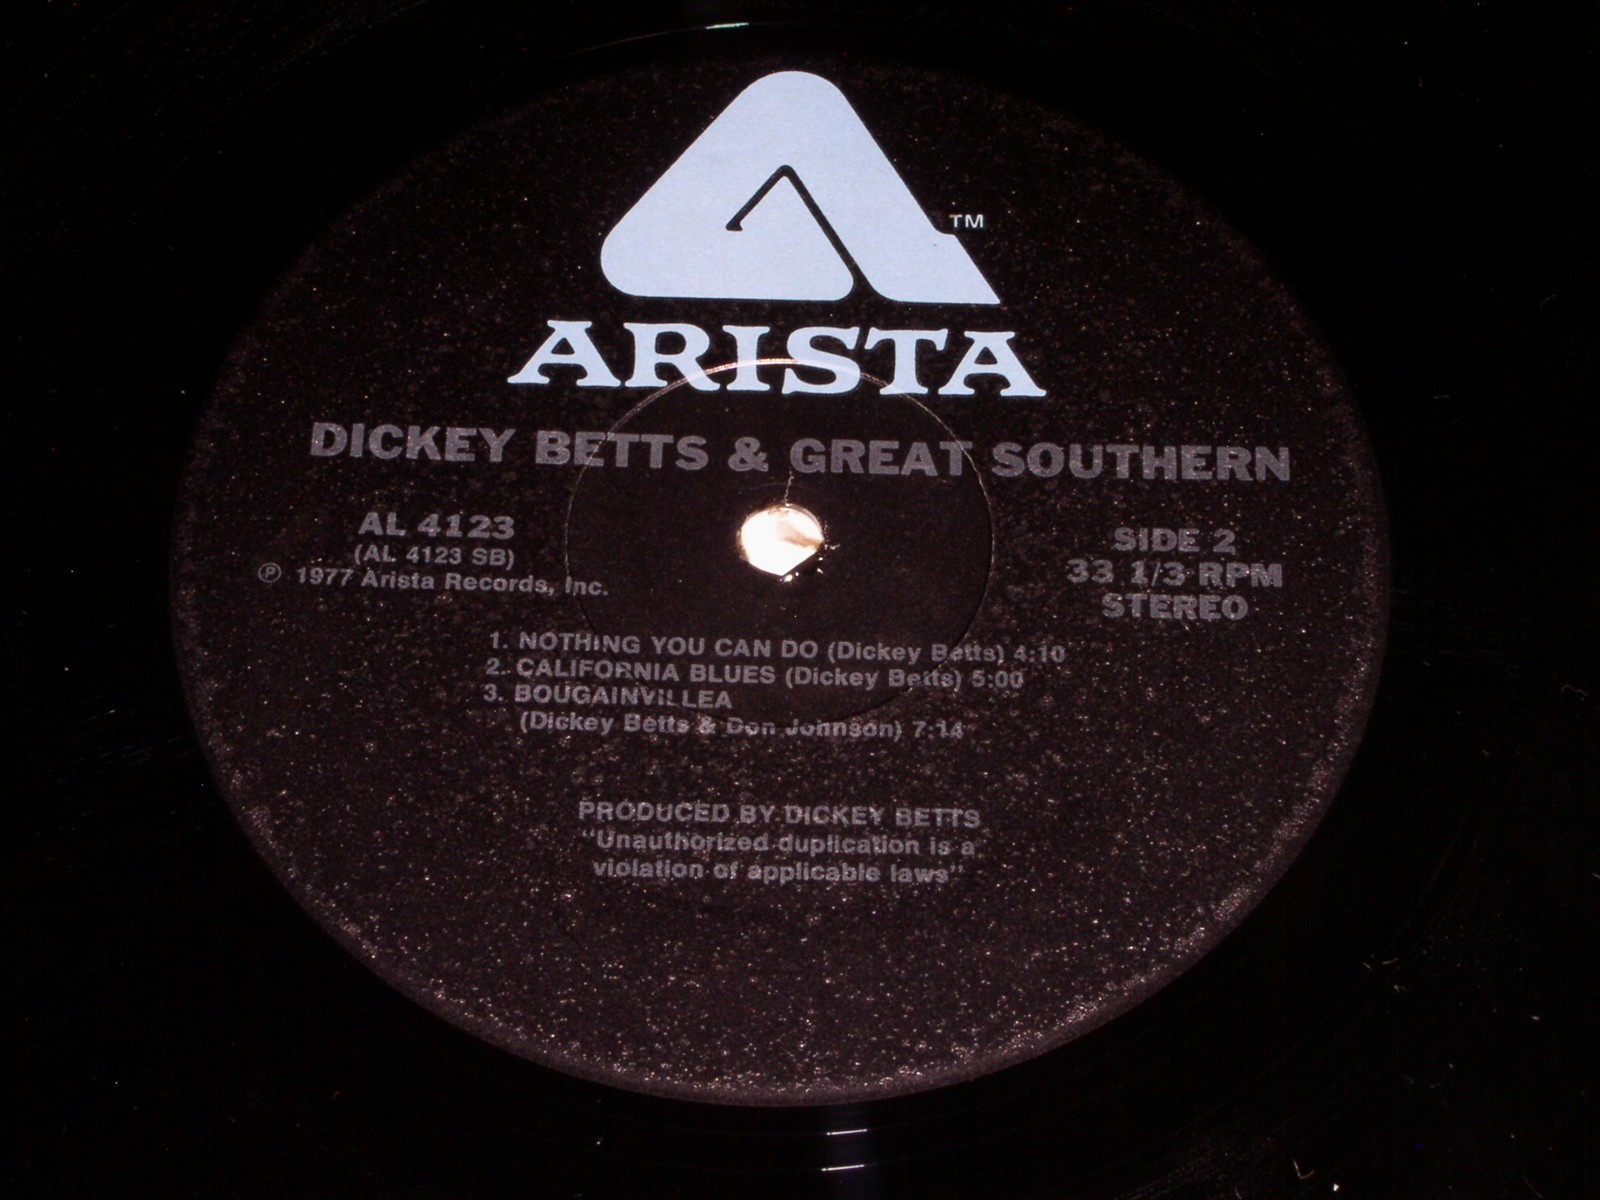 TM
ARISTA
DICKEY BETTS & GREAT SOUTHERN
AL 4123
(AL 4123 SB)
℗ 1977 Arista Records, Inc.
SIDE 2
33 1/3 RPM
STEREO
1. NOTHING YOU CAN DO (Dickey Betts) 4:10
2. CALIFORNIA BLUES (Dickey Betts) 5:00
3. BOUGAINVILLEA
(Dickey Betts & Don Johnson) 7:14
PRODUCED BY DICKEY BETTS
"Unauthorized duplication is a
violation of applicable laws"